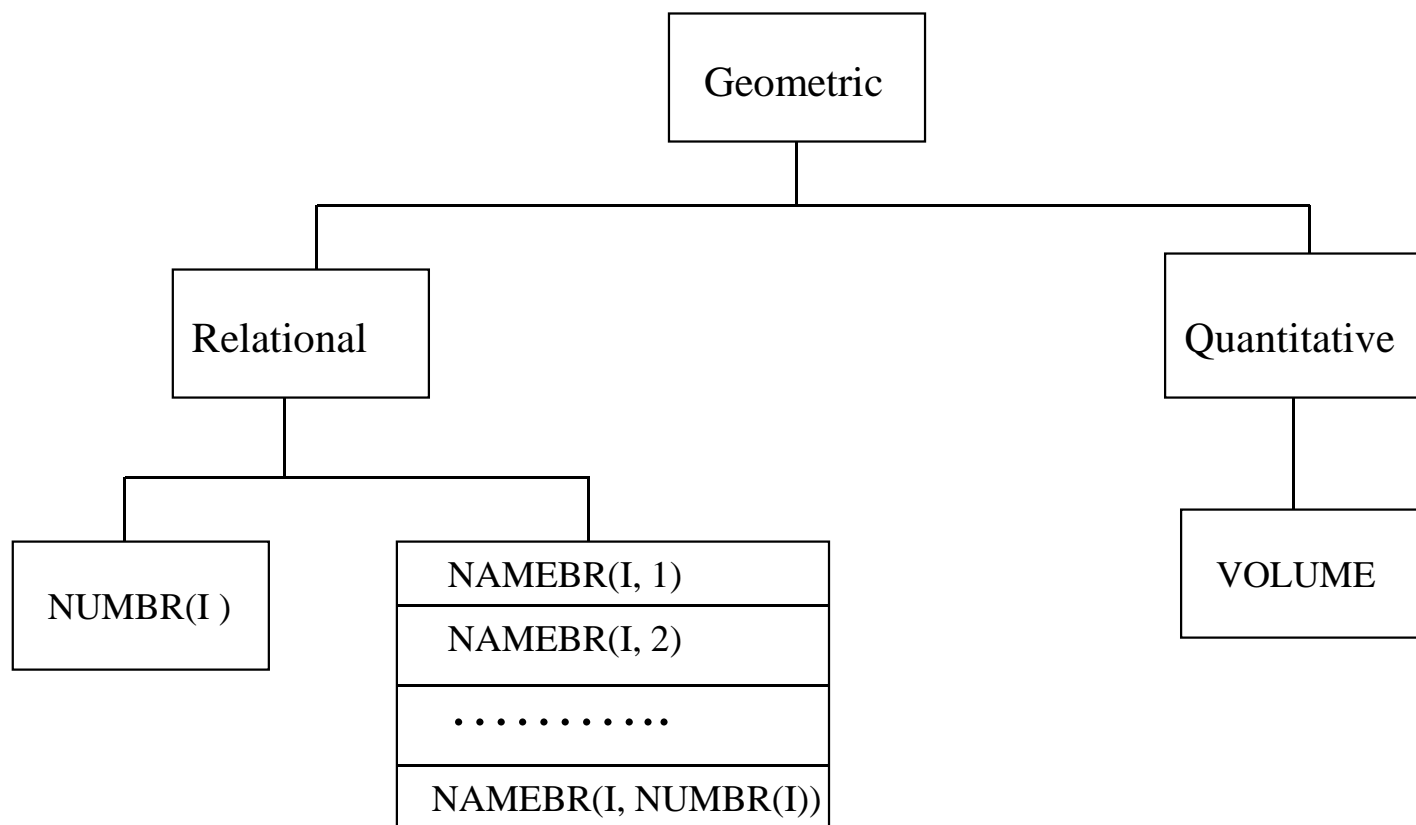 Geometric
Relational
Quantitative
NUMBR(I )
NAMEBR(I, 1)
NAMEBR(I, 2)
...........
NAMEBR(I, NUMBR(I))
VOLUME